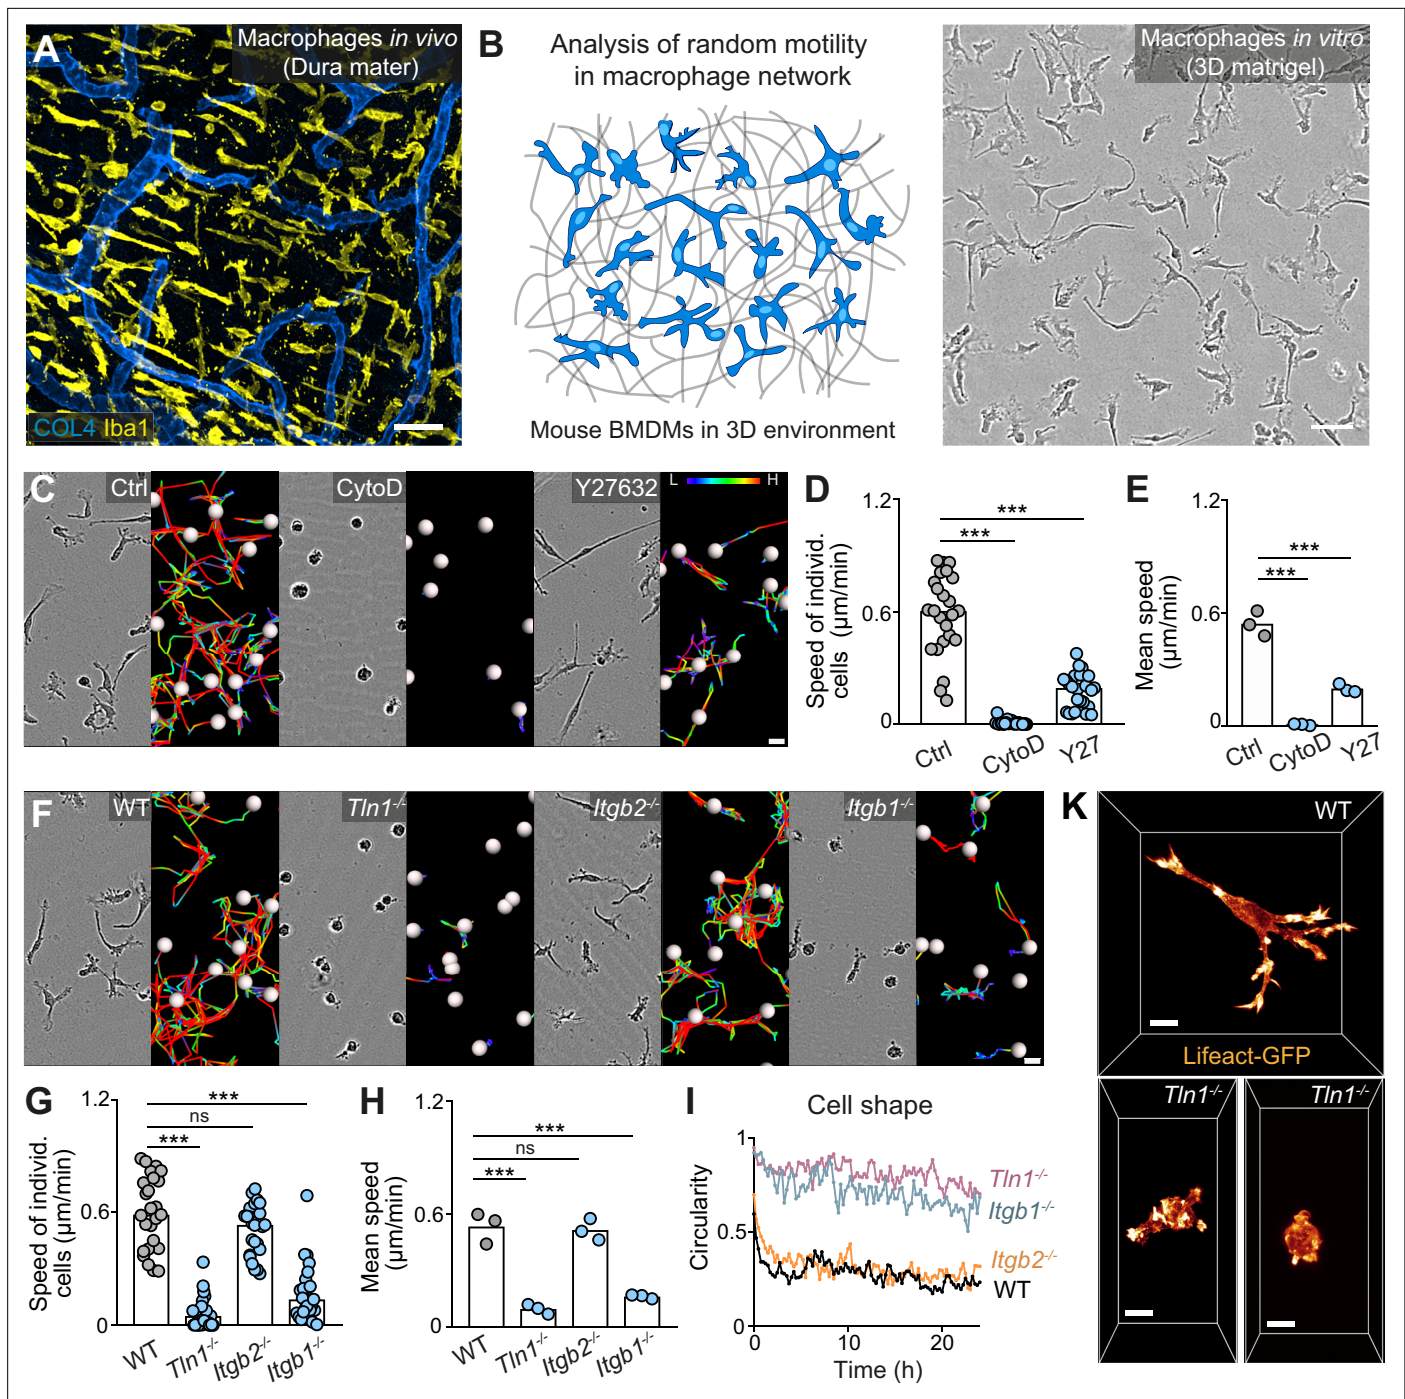 A
Macrophages in vivo
(Dura mater)
COL4 Iba1
B
Analysis of random motility
in macrophage network
Mouse BMDMs in 3D environment
Macrophages in vitro
(3D matrigel)
C
Ctrl
CytoD
Y27632
L H
D
Speed of individ.
cells (µm/min)
1.2
0.6
0
***
***
Ctrl
CytoD
Y27
E
Mean speed
(µm/min)
1.2
0.6
0
***
***
Ctrl
CytoD
Y27
F
WT
Tln1-/-
Itgb2-/-
Itgb1-/-
G
Speed of individ.
cells (µm/min)
1.2
0.6
0
***
ns
***
WT
Tln1-/-
Itgb2-/-
Itgb1-/-
H
Mean speed
(µm/min)
1.2
0.6
0
***
ns
***
WT
Tln1-/-
Itgb2-/-
Itgb1-/-
I
Cell shape
Circularity
1
0.5
0
0
10
20
Time (h)
Tln1-/-
Itgb1-/-
Itgb2-/-
WT
K
WT
Lifeact-GFP
Tln1-/-
Tln1-/-